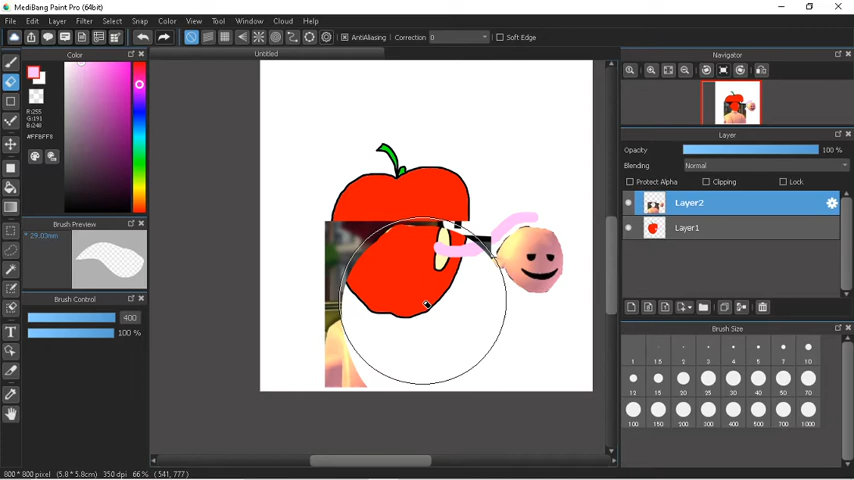 MediBang Paint Pro (64bit)
File Edit Layer Filter Select Snap Color View Tool Window Cloud Help
AntiAliasing Correction 0 Soft Edge
Untitled
Color
R:255
G:191
B:248
#FFBFF8
Brush Preview
* 29.03mm
Brush Control
400
100 %
Navigator
Layer
Opacity 100 %
Blending Normal
Protect Alpha Clipping Lock
Layer2
Layer1
Brush Size
1 1.5 2 3 4 5 7 10
12 15 20 25 30 40 50 70
100 150 200 300 400 500 700 1000
800 * 800 pixel (5.8 * 5.8cm) 350 dpi 66 % (541, 777)